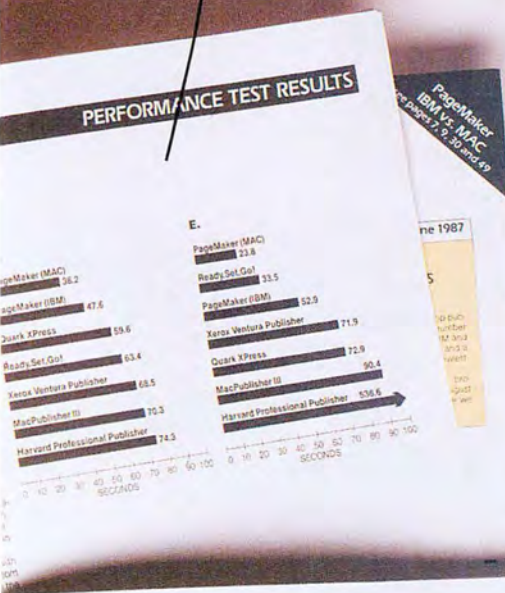 PERFORMANCE TEST RESULTS
PageMaker
IBM VS. MAC
pages 7, 9, 30 and 49
ne 1987
S
E.
PageMaker (MAC)
36.2
PageMaker (IBM)
47.6
Quark XPress
59.6
Ready,Set,Go!
63.4
Xerox Ventura Publisher
68.5
MacPublisher III
70.3
Harvard Professional Publisher
74.3
0 10 20 30 40 50 60 70 80 90 100
SECONDS
PageMaker (MAC)
23.8
Ready,Set,Go!
33.5
PageMaker (IBM)
52.9
Xerox Ventura Publisher
71.9
Quark XPress
72.9
MacPublisher III
90.4
Harvard Professional Publisher 536.6
0 10 20 30 40 50 60 70 80 90 100
SECONDS